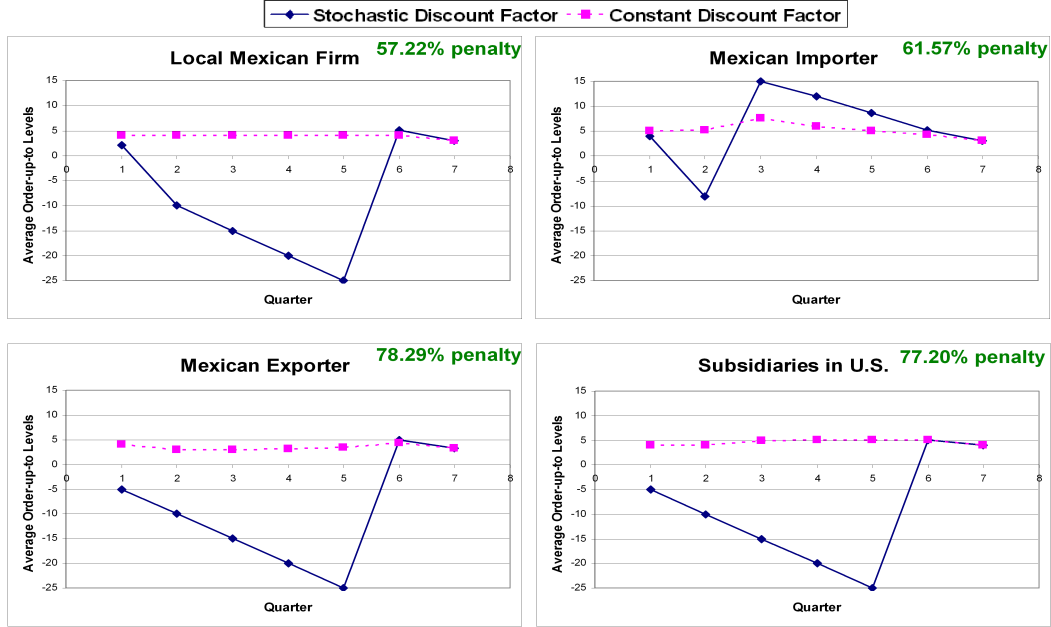 Stochastic Discount Factor Constant Discount Factor
Local Mexican Firm 57.22% penalty
15
10
5
0
-5
-10
-15
-20
-25
0 1 2 3 4 5 6 7 8
Average Order-up-to Levels
Quarter
Mexican Importer 61.57% penalty
15
10
5
0
-5
-10
-15
-20
-25
0 1 2 3 4 5 6 7 8
Average Order-up-to Levels
Quarter
Mexican Exporter 78.29% penalty
15
10
5
0
-5
-10
-15
-20
-25
0 1 2 3 4 5 6 7 8
Average Order-up-to Levels
Quarter
Subsidiaries in U.S. 77.20% penalty
15
10
5
0
-5
-10
-15
-20
-25
0 1 2 3 4 5 6 7 8
Average Order-up-to Levels
Quarter